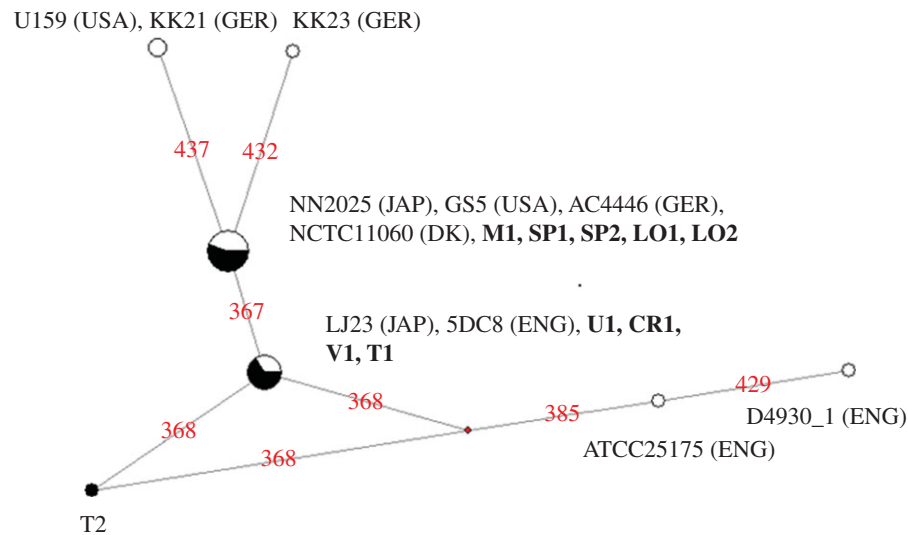 U159 (USA), KK21 (GER) KK23 (GER)
437
432
NN2025 (JAP), GS5 (USA), AC4446 (GER),
NCTC11060 (DK), M1, SP1, SP2, LO1, LO2
367
LJ23 (JAP), 5DC8 (ENG), U1, CR1,
V1, T1
368
368
368
385
429
D4930_1 (ENG)
ATCC25175 (ENG)
T2